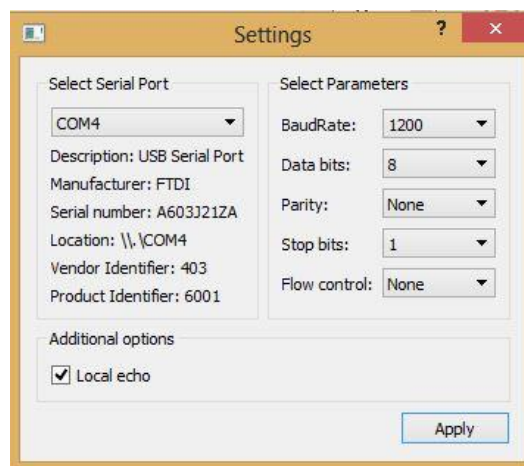 Settings
?
×
Select Serial Port
COM4
Description: USB Serial Port
Manufacturer: FTDI
Serial number: A603J21ZA
Location: \\.\COM4
Vendor Identifier: 403
Product Identifier: 6001
Select Parameters
BaudRate: 1200
Data bits: 8
Parity: None
Stop bits: 1
Flow control: None
Additional options
Local echo
Apply